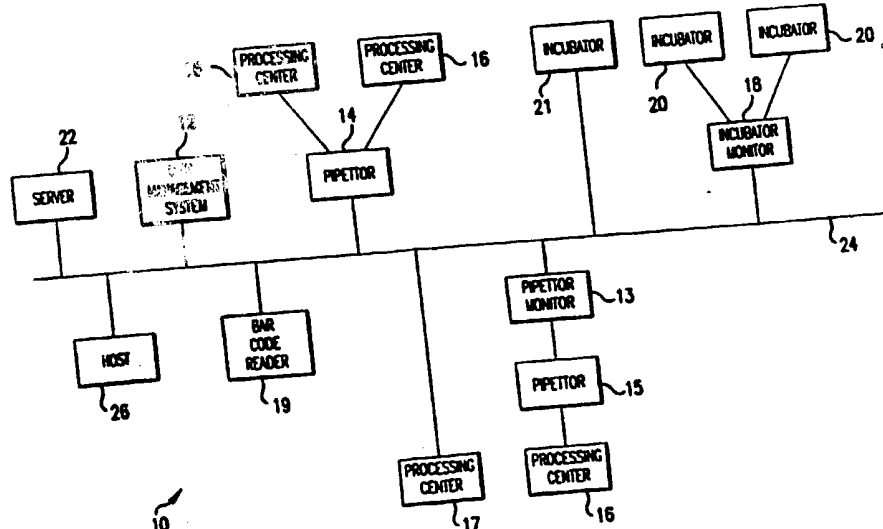 PROCESSING
CENTER
PROCESSING
CENTER
16
INCUBATOR
21
INCUBATOR
20
INCUBATOR
20
18
INCUBATOR
MONITOR
14
PIPETTOR
22
SERVER
12
MANAGEMENT
SYSTEM
24
PIPETTOR
MONITOR
13
HOST
26
BAR
CODE
READER
19
PIPETTOR
15
PROCESSING
CENTER
17
PROCESSING
CENTER
16
10